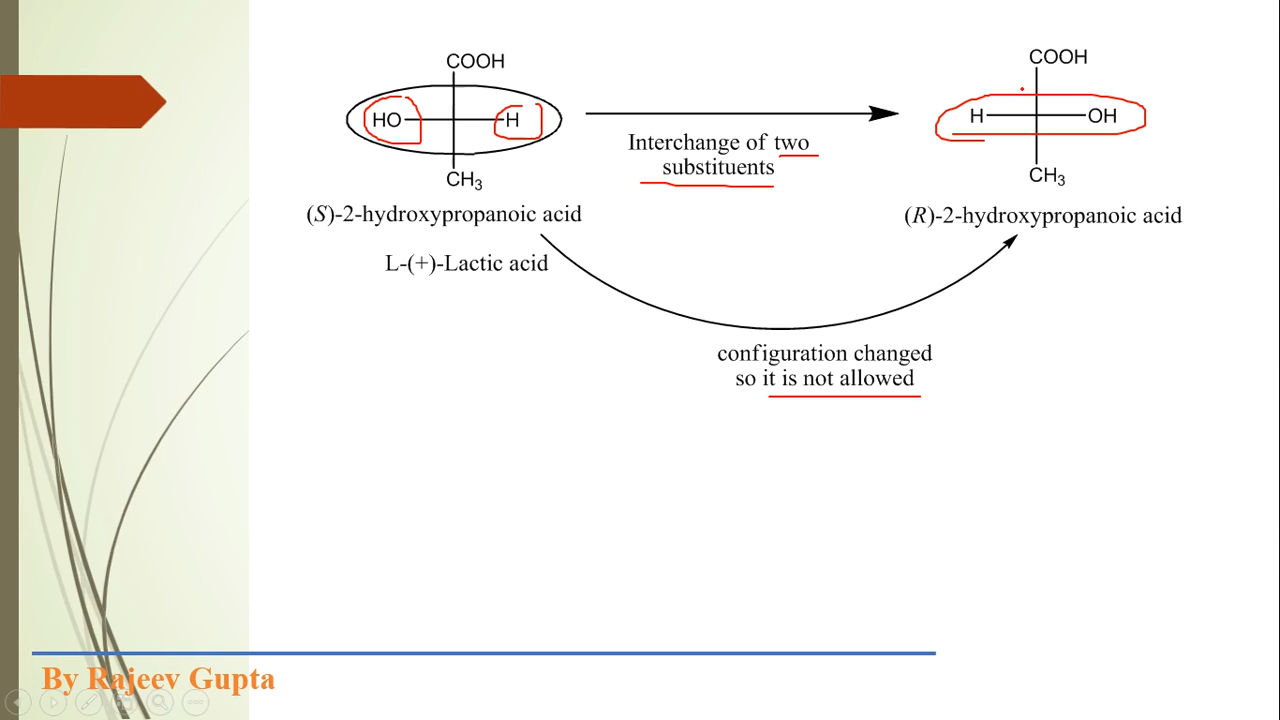 COOH
HO
H
CH₃
(S)-2-hydroxypropanoic acid
L-(+)-Lactic acid
Interchange of two
substituents
COOH
H
OH
CH₃
(R)-2-hydroxypropanoic acid
configuration changed
so it is not allowed
By Rajeev Gupta